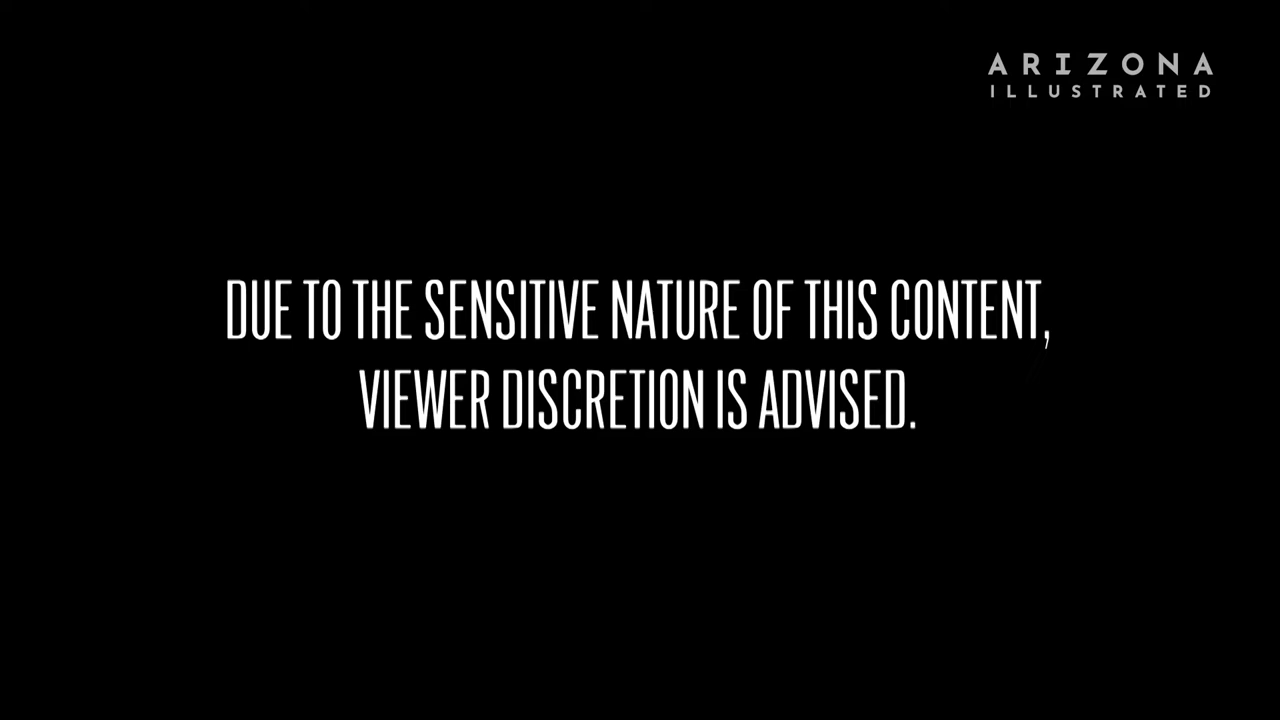 ARIZONA
ILLUSTRATED
DUE TO THE SENSITIVE NATURE OF THIS CONTENT,
VIEWER DISCRETION IS ADVISED.